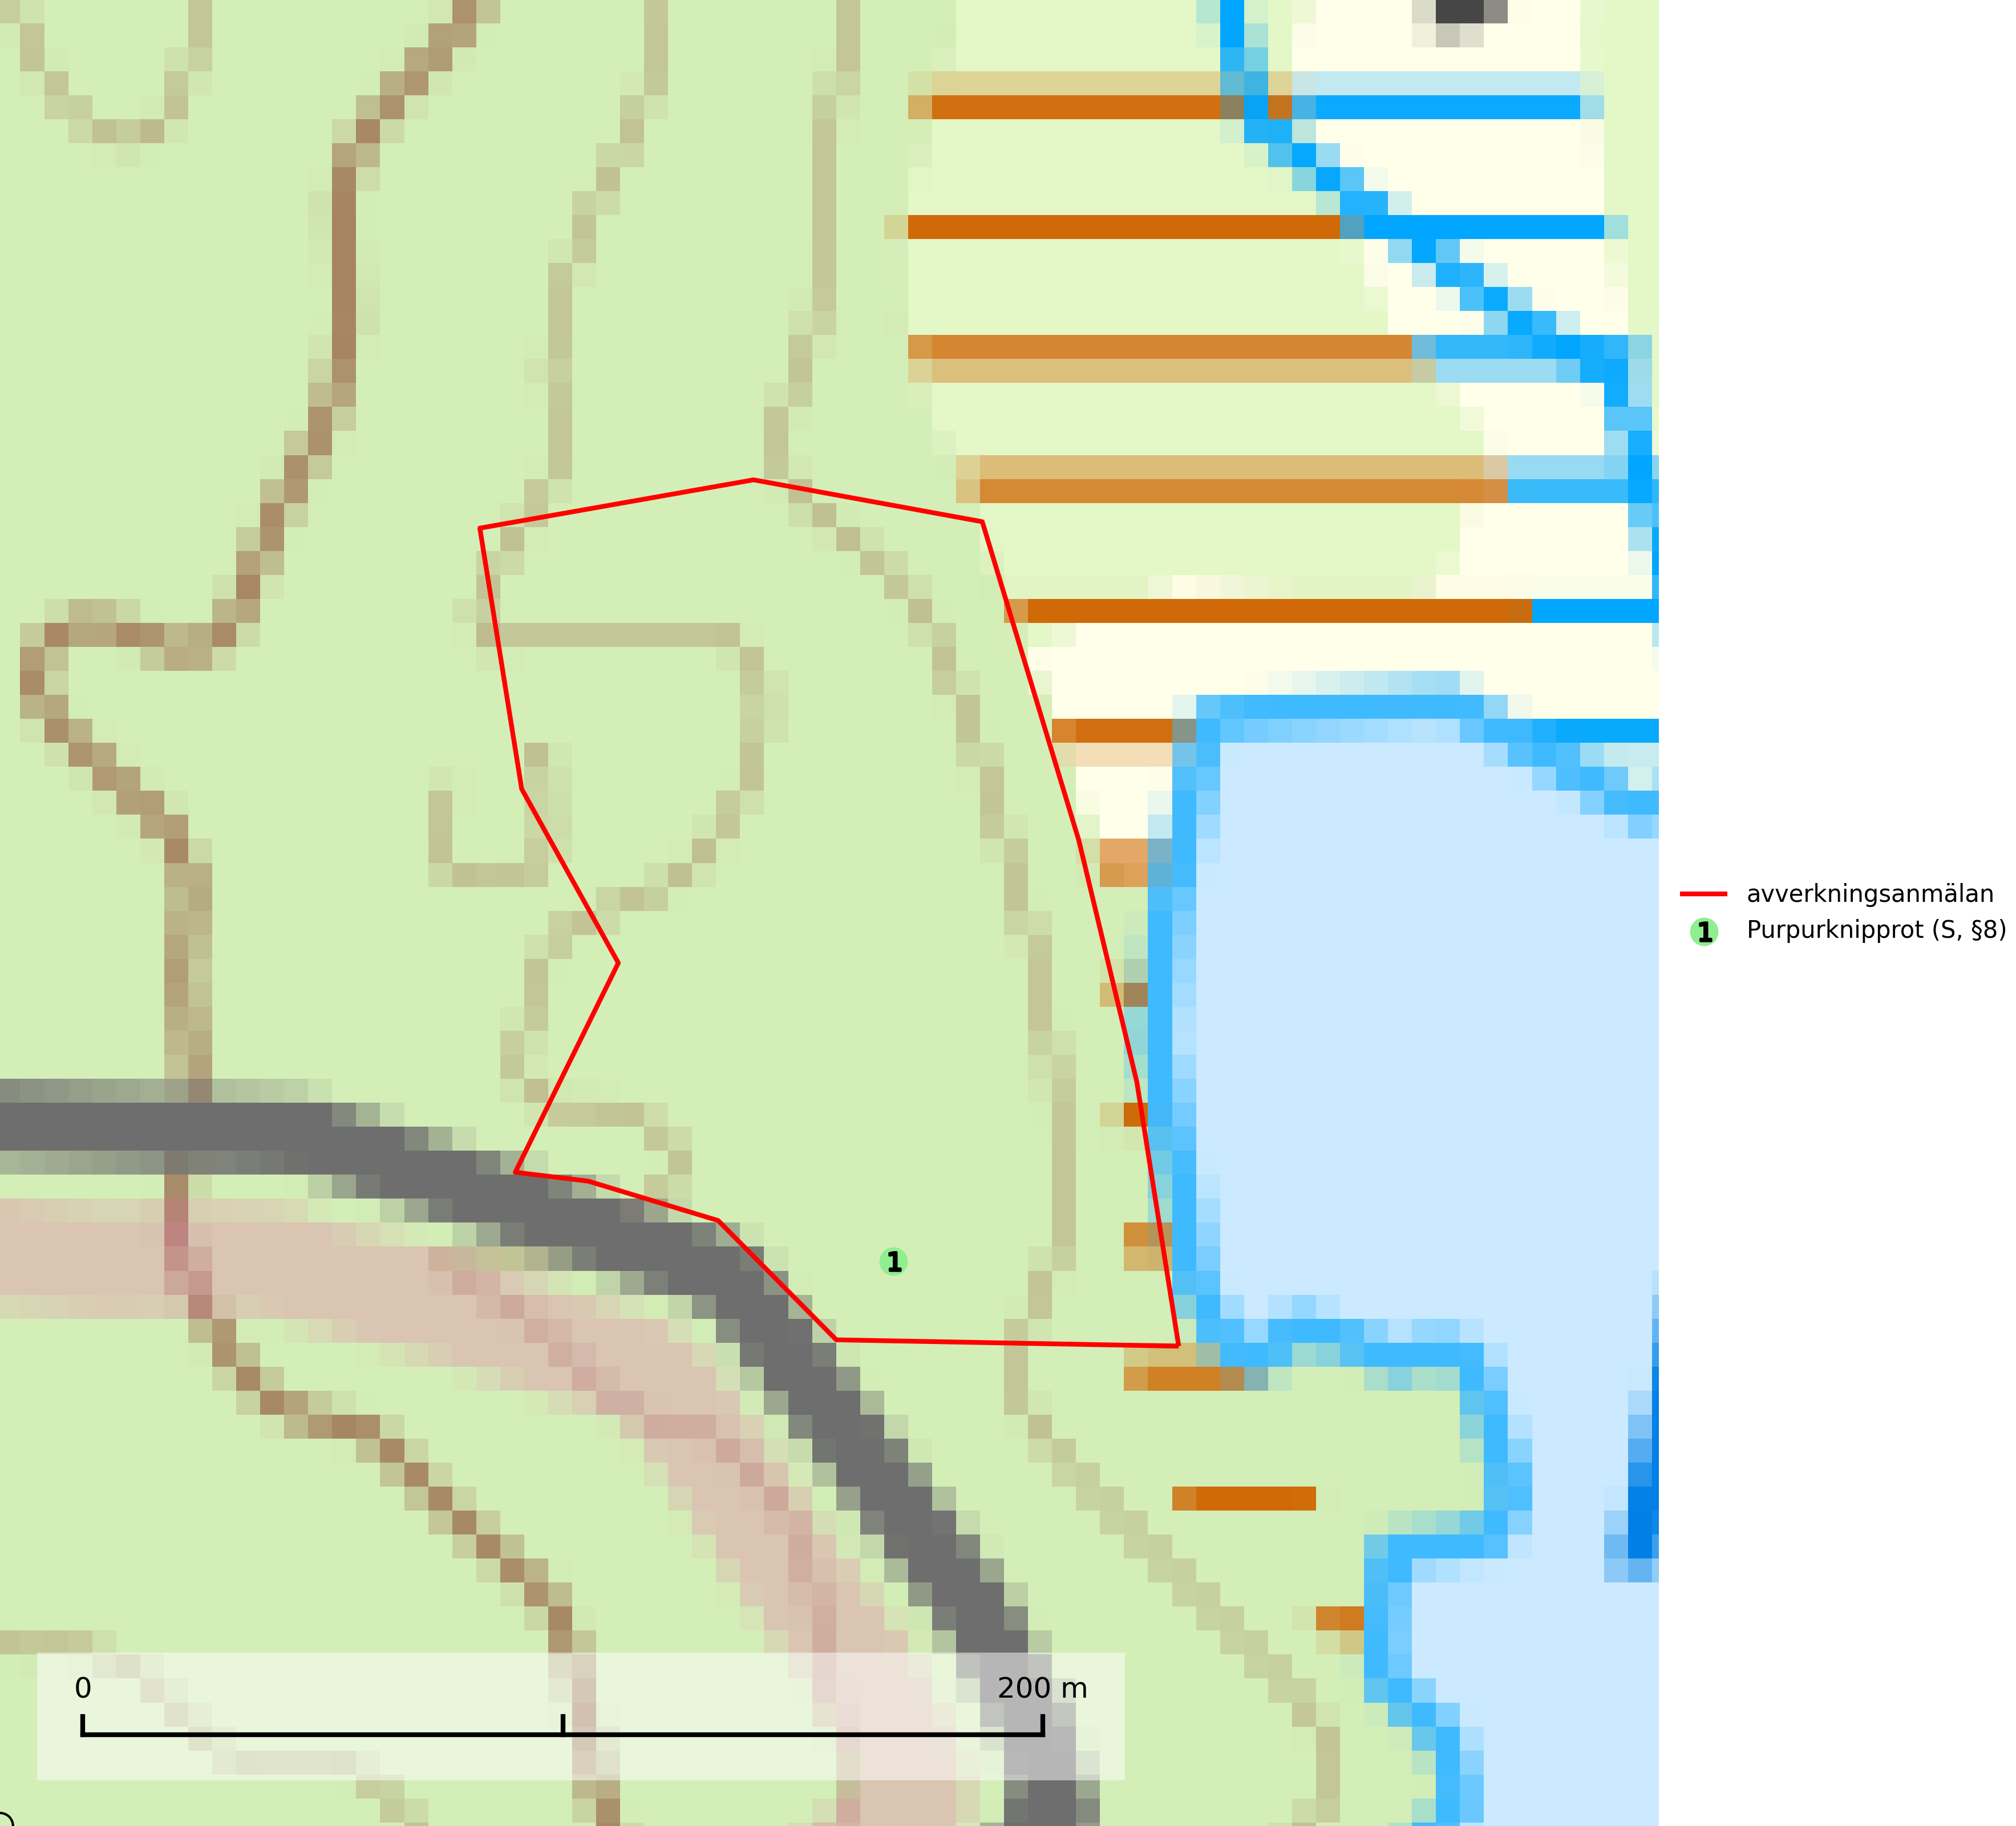 avverkningsanmälan
1 Purpurknipprot (S, §8)
1
0 200 m